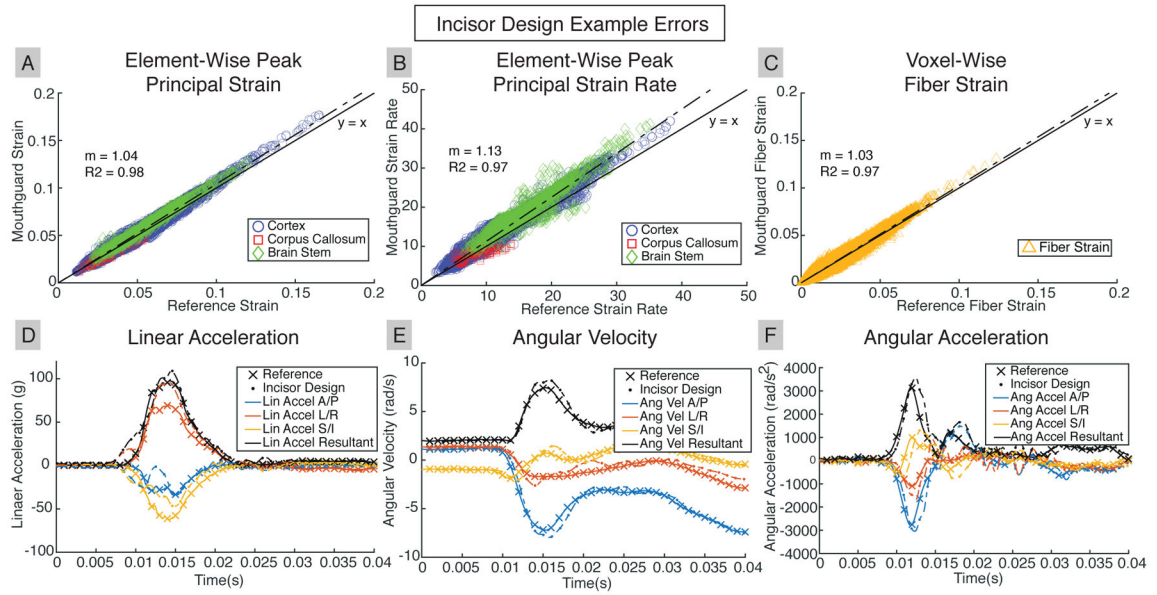 Incisor Design Example Errors
A
Element-Wise Peak
Principal Strain
Mouthguard Strain
0.2
0.15
0.1
0.05
0
m = 1.04
R2 = 0.98
y = x
Cortex
Corpus Callosum
Brain Stem
0
0.05
0.1
0.15
0.2
Reference Strain
B
Element-Wise Peak
Principal Strain Rate
Mouthguard Strain Rate
50
40
30
20
10
0
m = 1.13
R2 = 0.97
y = x
Cortex
Corpus Callosum
Brain Stem
10
20
30
40
50
Reference Strain Rate
C
Voxel-Wise
Fiber Strain
Mouthguard Fiber Strain
0.2
0.15
0.1
0.05
0
m = 1.03
R2 = 0.97
y = x
Fiber Strain
0
0.05
0.1
0.15
0.2
Reference Fiber Strain
D
Linear Acceleration
Linear Acceleration (g)
100
50
0
-50
-100
Reference
Incisor Design
Lin Accel A/P
Lin Accel L/R
Lin Accel S/I
Lin Accel Resultant
0
0.005
0.01
0.015
0.02
0.025
0.03
0.035
0.04
Time(s)
E
Angular Velocity
Angular Velocity (rad/s)
10
5
0
-5
-10
Reference
Incisor Design
Ang Vel A/P
Ang Vel L/R
Ang Vel S/I
Ang Vel Resultant
0
0.005
0.01
0.015
0.02
0.025
0.03
0.035
0.04
Time(s)
F
Angular Acceleration
Angular Acceleration (rad/s²)
4000
3000
2000
1000
0
-1000
-2000
-3000
-4000
Reference
Incisor Design
Ang Accel A/P
Ang Accel L/R
Ang Accel S/I
Ang Accel Resultant
0
0.005
0.01
0.015
0.02
0.025
0.03
0.035
0.04
Time(s)